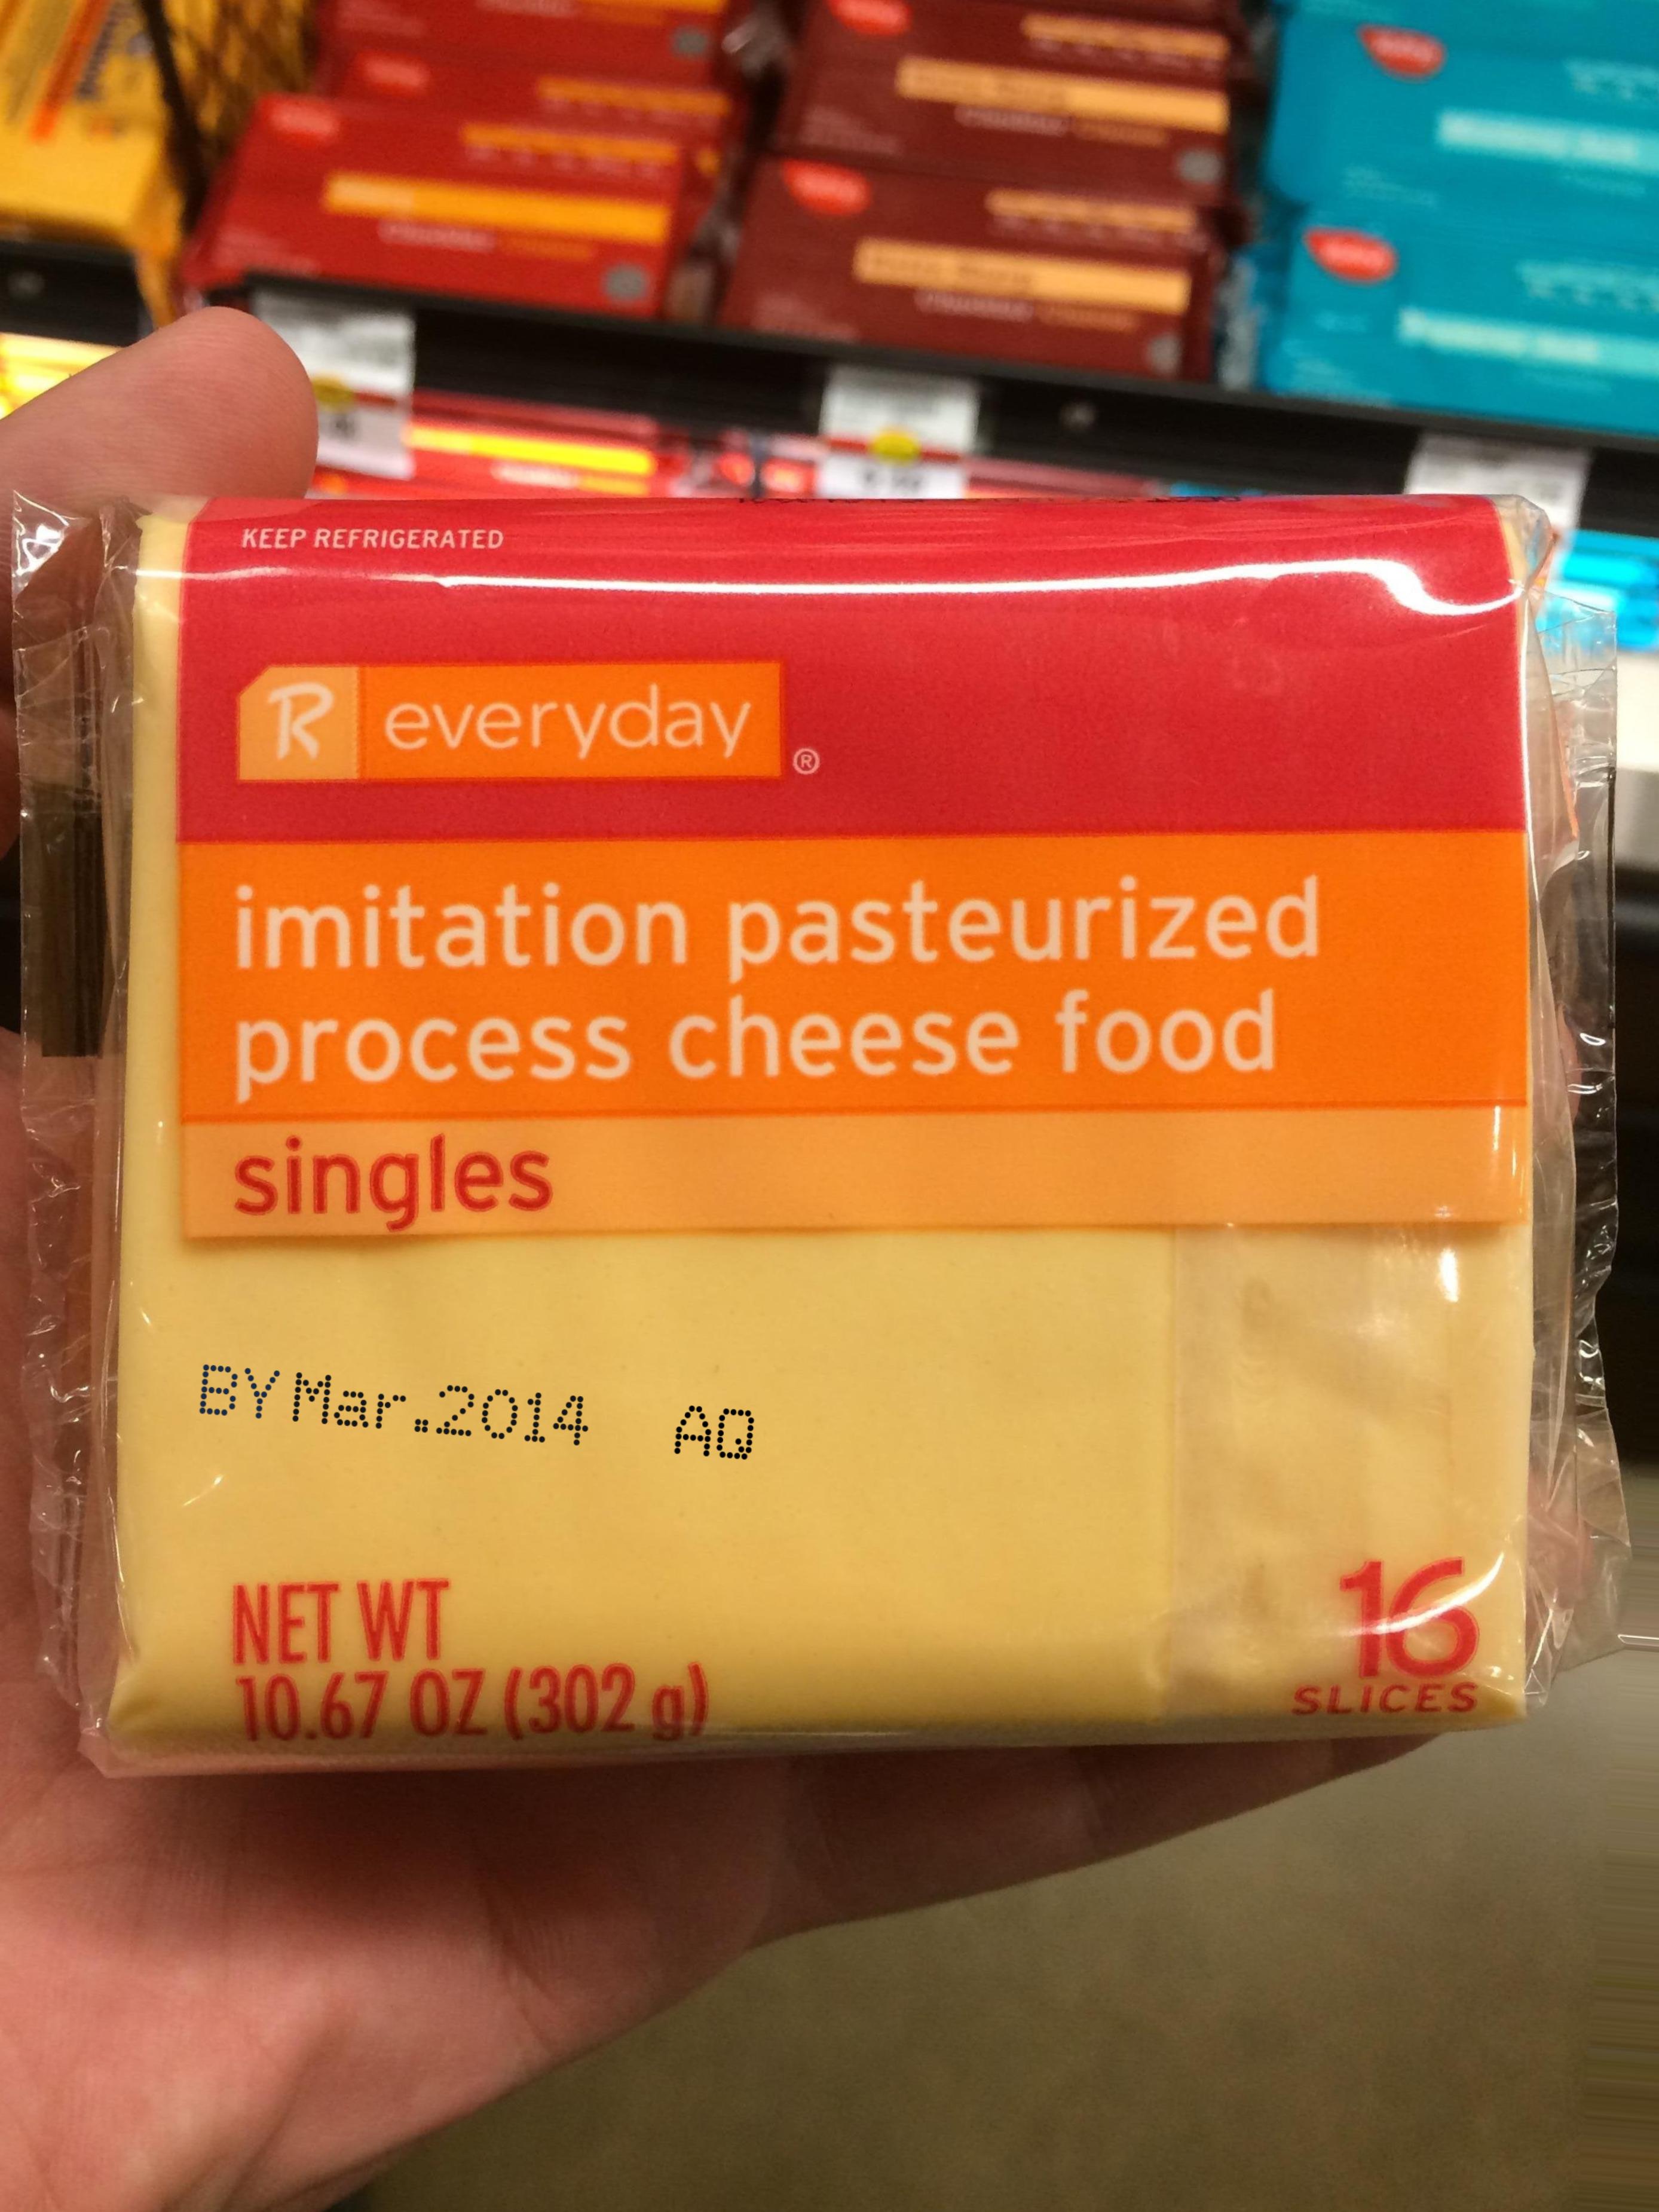 KEEP REFRIGERATED
R everyday ®
imitation pasteurized
process cheese food
singles
BY Mar.2014 AQ
NET WT
10.67 OZ (302 g)
16
SLICES